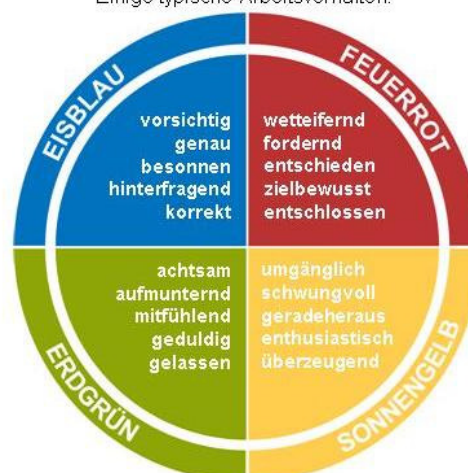 Einige typische Arbeitsverhalten:
EISBLAU
vorsichtig
genau
besonnen
hinterfragend
korrekt
FEUERROT
wetteifernd
fordernd
entschieden
zielbewusst
entschlossen
ERDGRÜN
achtsam
aufmunternd
mitfühlend
geduldig
gelassen
SONNENGELB
umgänglich
schwungvoll
geradeheraus
enthusiastisch
überzeugend